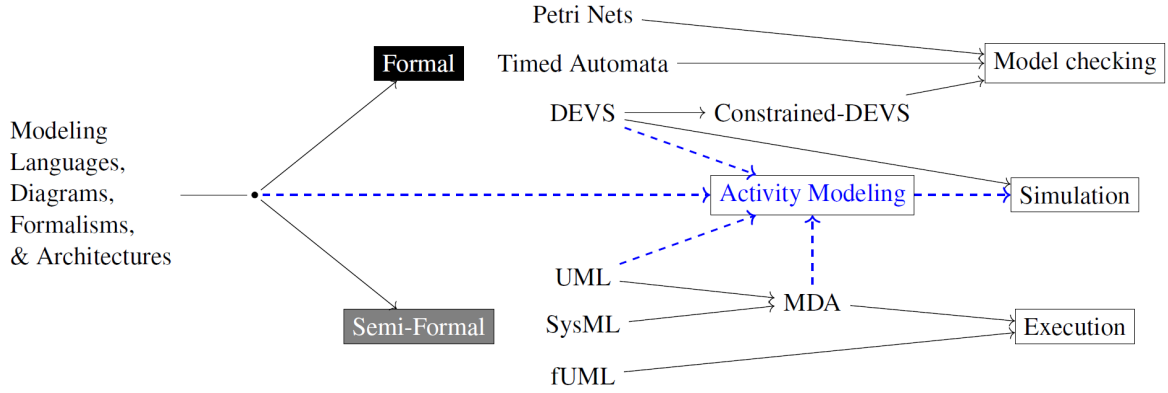 Petri Nets
Formal
Timed Automata
Model checking
DEVS
Constrained-DEVS
Modeling
Languages,
Diagrams,
Formalisms,
& Architectures
Activity Modeling
Simulation
UML
MDA
Semi-Formal
SysML
Execution
fUML